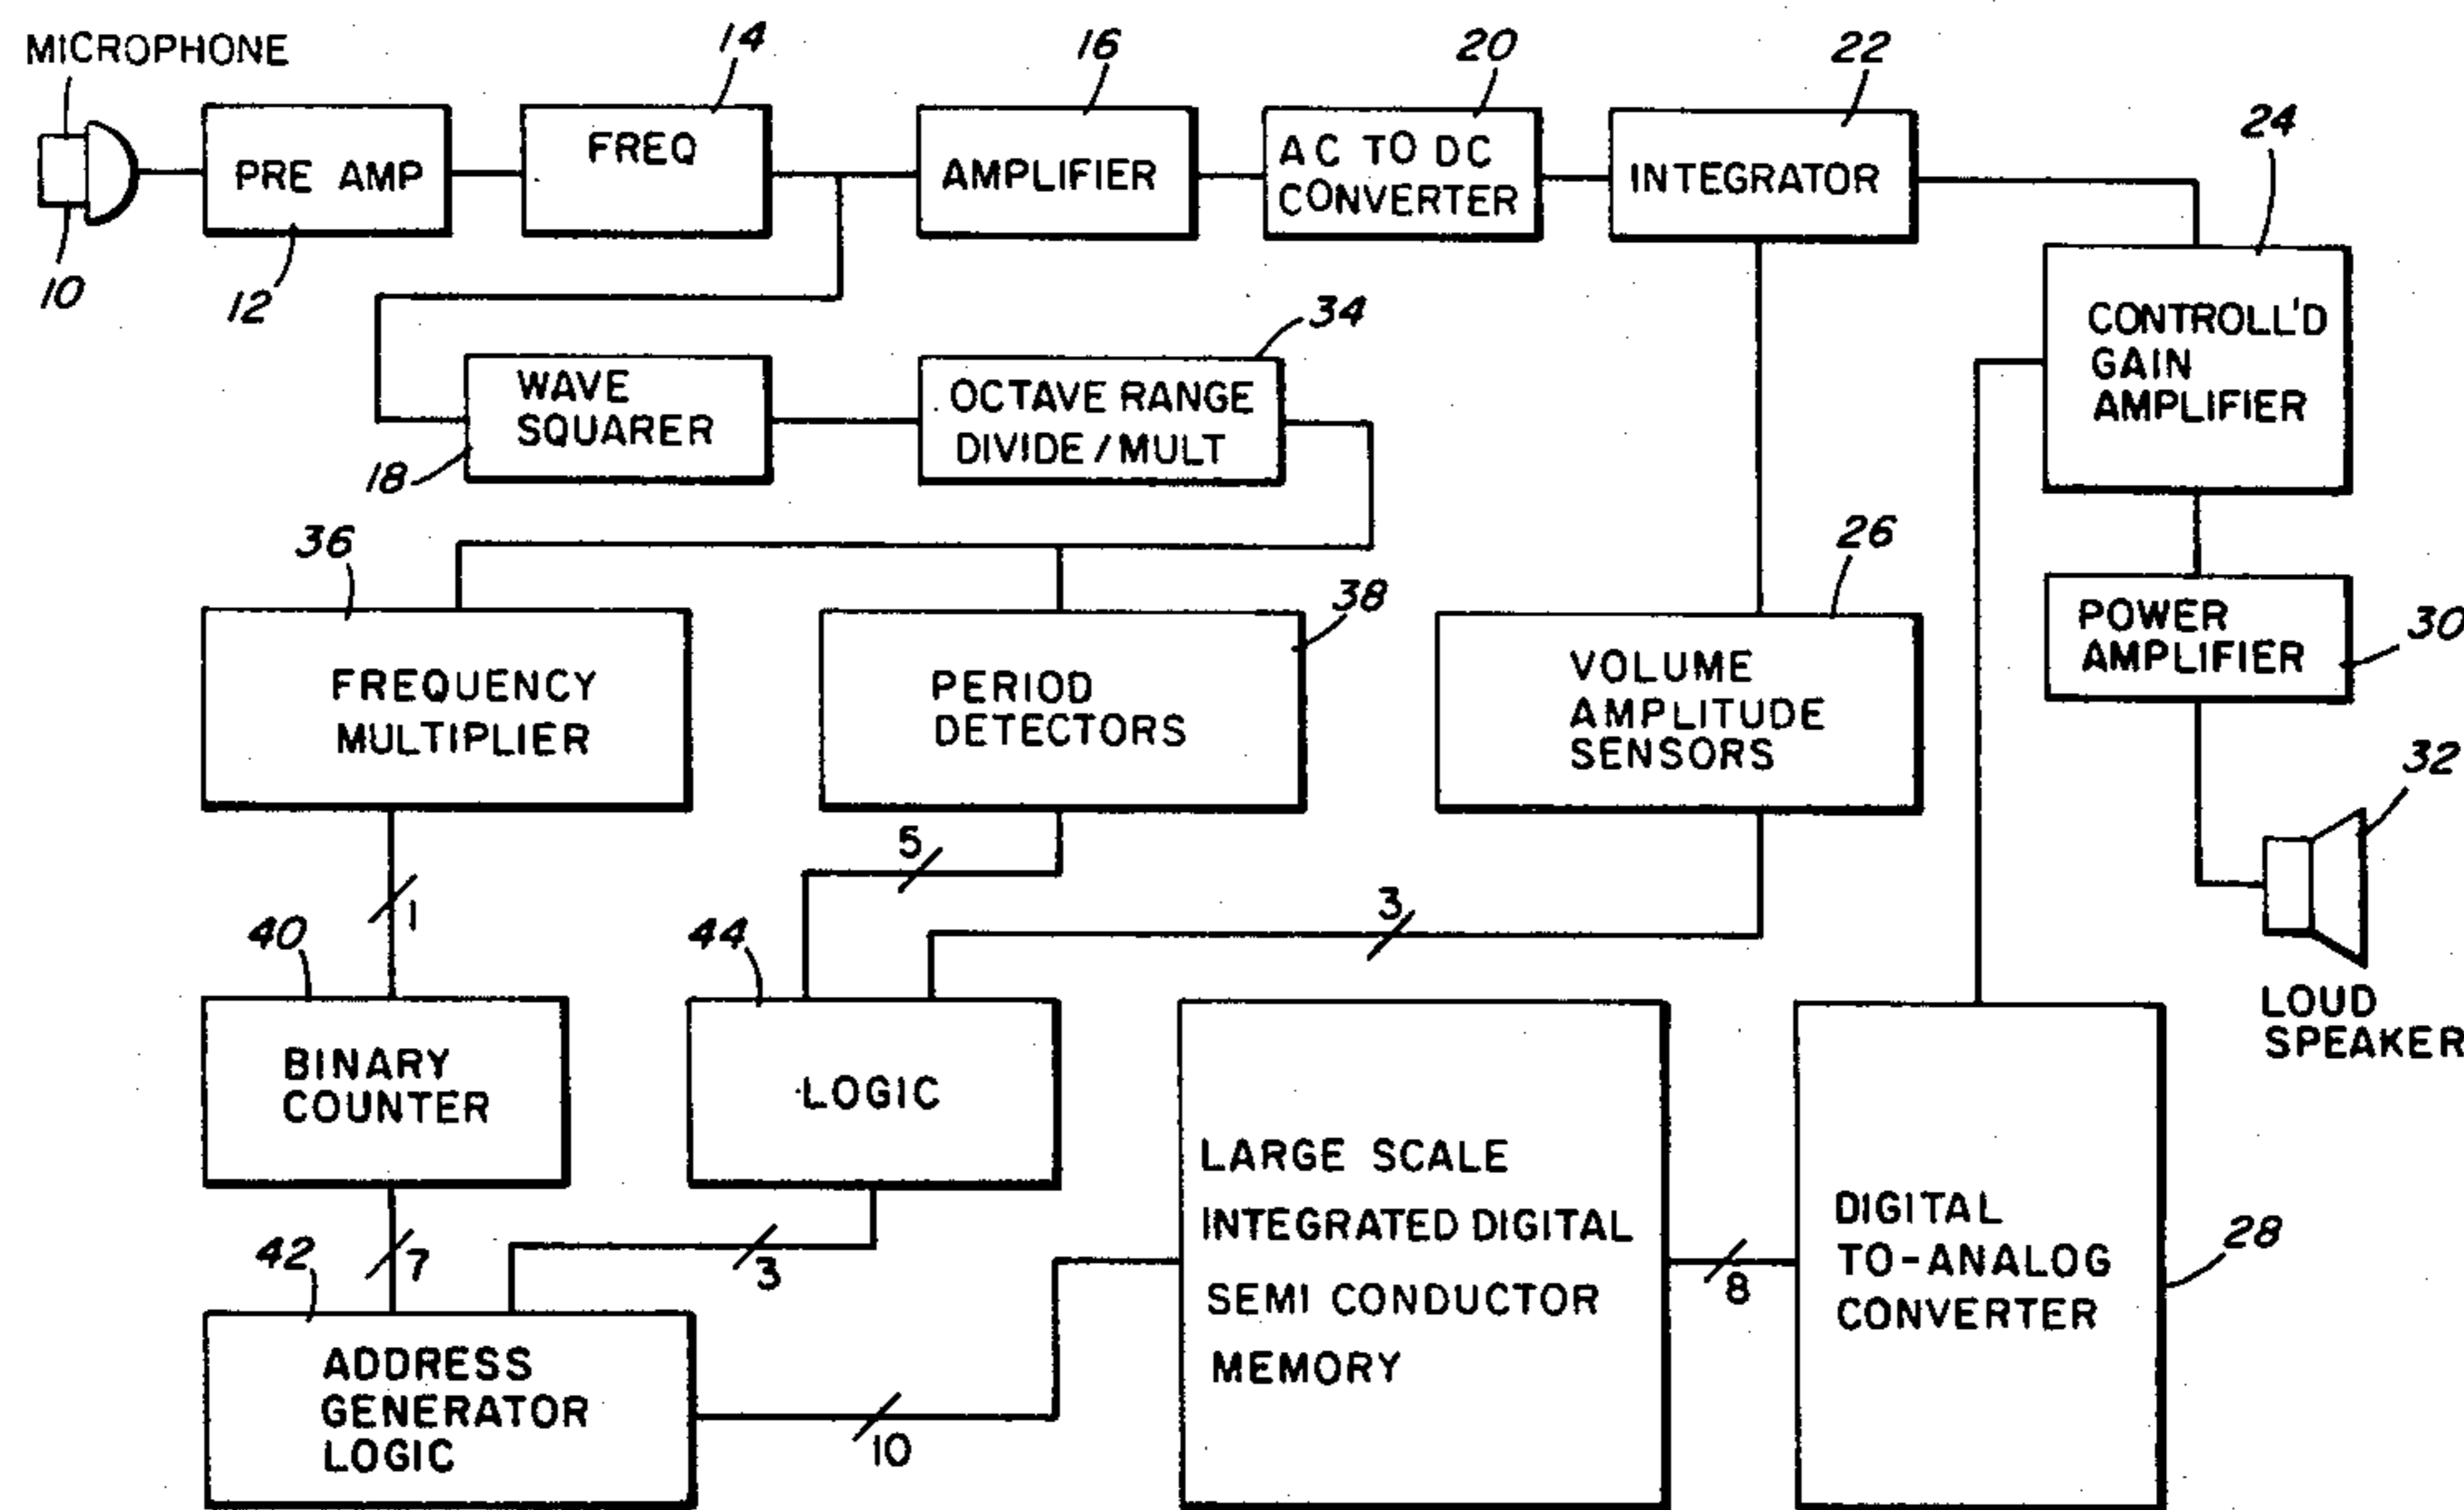 MICROPHONE
14
16
20
22
24
PRE AMP
FREQ
AMPLIFIER
AC TO DC
CONVERTER
INTEGRATOR
10
12
34
CONTROLL'D
GAIN
AMPLIFIER
WAVE
SQUARER
18
OCTAVE RANGE
DIVIDE / MULT
36
38
26
POWER
AMPLIFIER
30
FREQUENCY
MULTIPLIER
PERIOD
DETECTORS
VOLUME
AMPLITUDE
SENSORS
32
5
1
3
40
44
LOUD
SPEAKER
BINARY
COUNTER
LOGIC
LARGE SCALE
INTEGRATED DIGITAL
SEMI CONDUCTOR
MEMORY
DIGITAL
TO-ANALOG
CONVERTER
28
42
7
3
8
ADDRESS
GENERATOR
LOGIC
10